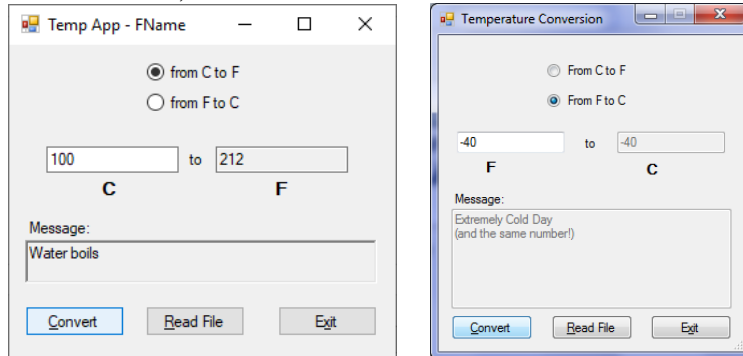 Temp App - FName
from C to F
from F to C
100 to 212
C F
Message:
Water boils
Convert Read File Exit
Temperature Conversion
From C to F
From F to C
-40 to -40
F C
Message:
Extremely Cold Day
(and the same number!)
Convert Read File Exit